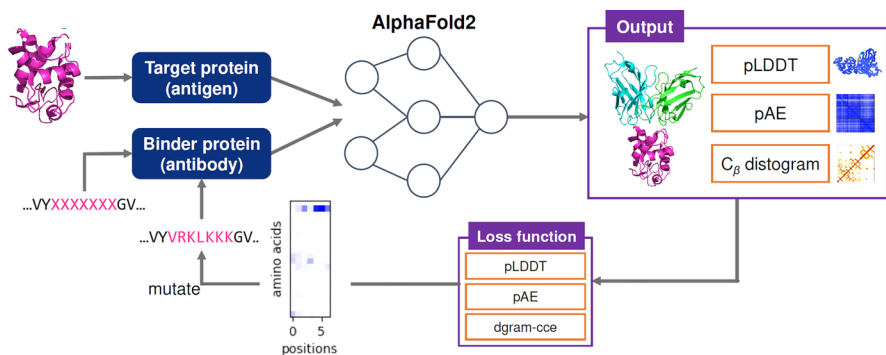 AlphaFold2
Output
Target protein
(antigen)
pLDDT
pAE
Binder protein
(antibody)
Cβ distogram
...VYXXXXXXXGV...
...VYVRKLKKKGV..
mutate
amino acids
0 5
positions
Loss function
pLDDT
pAE
dgram-cce